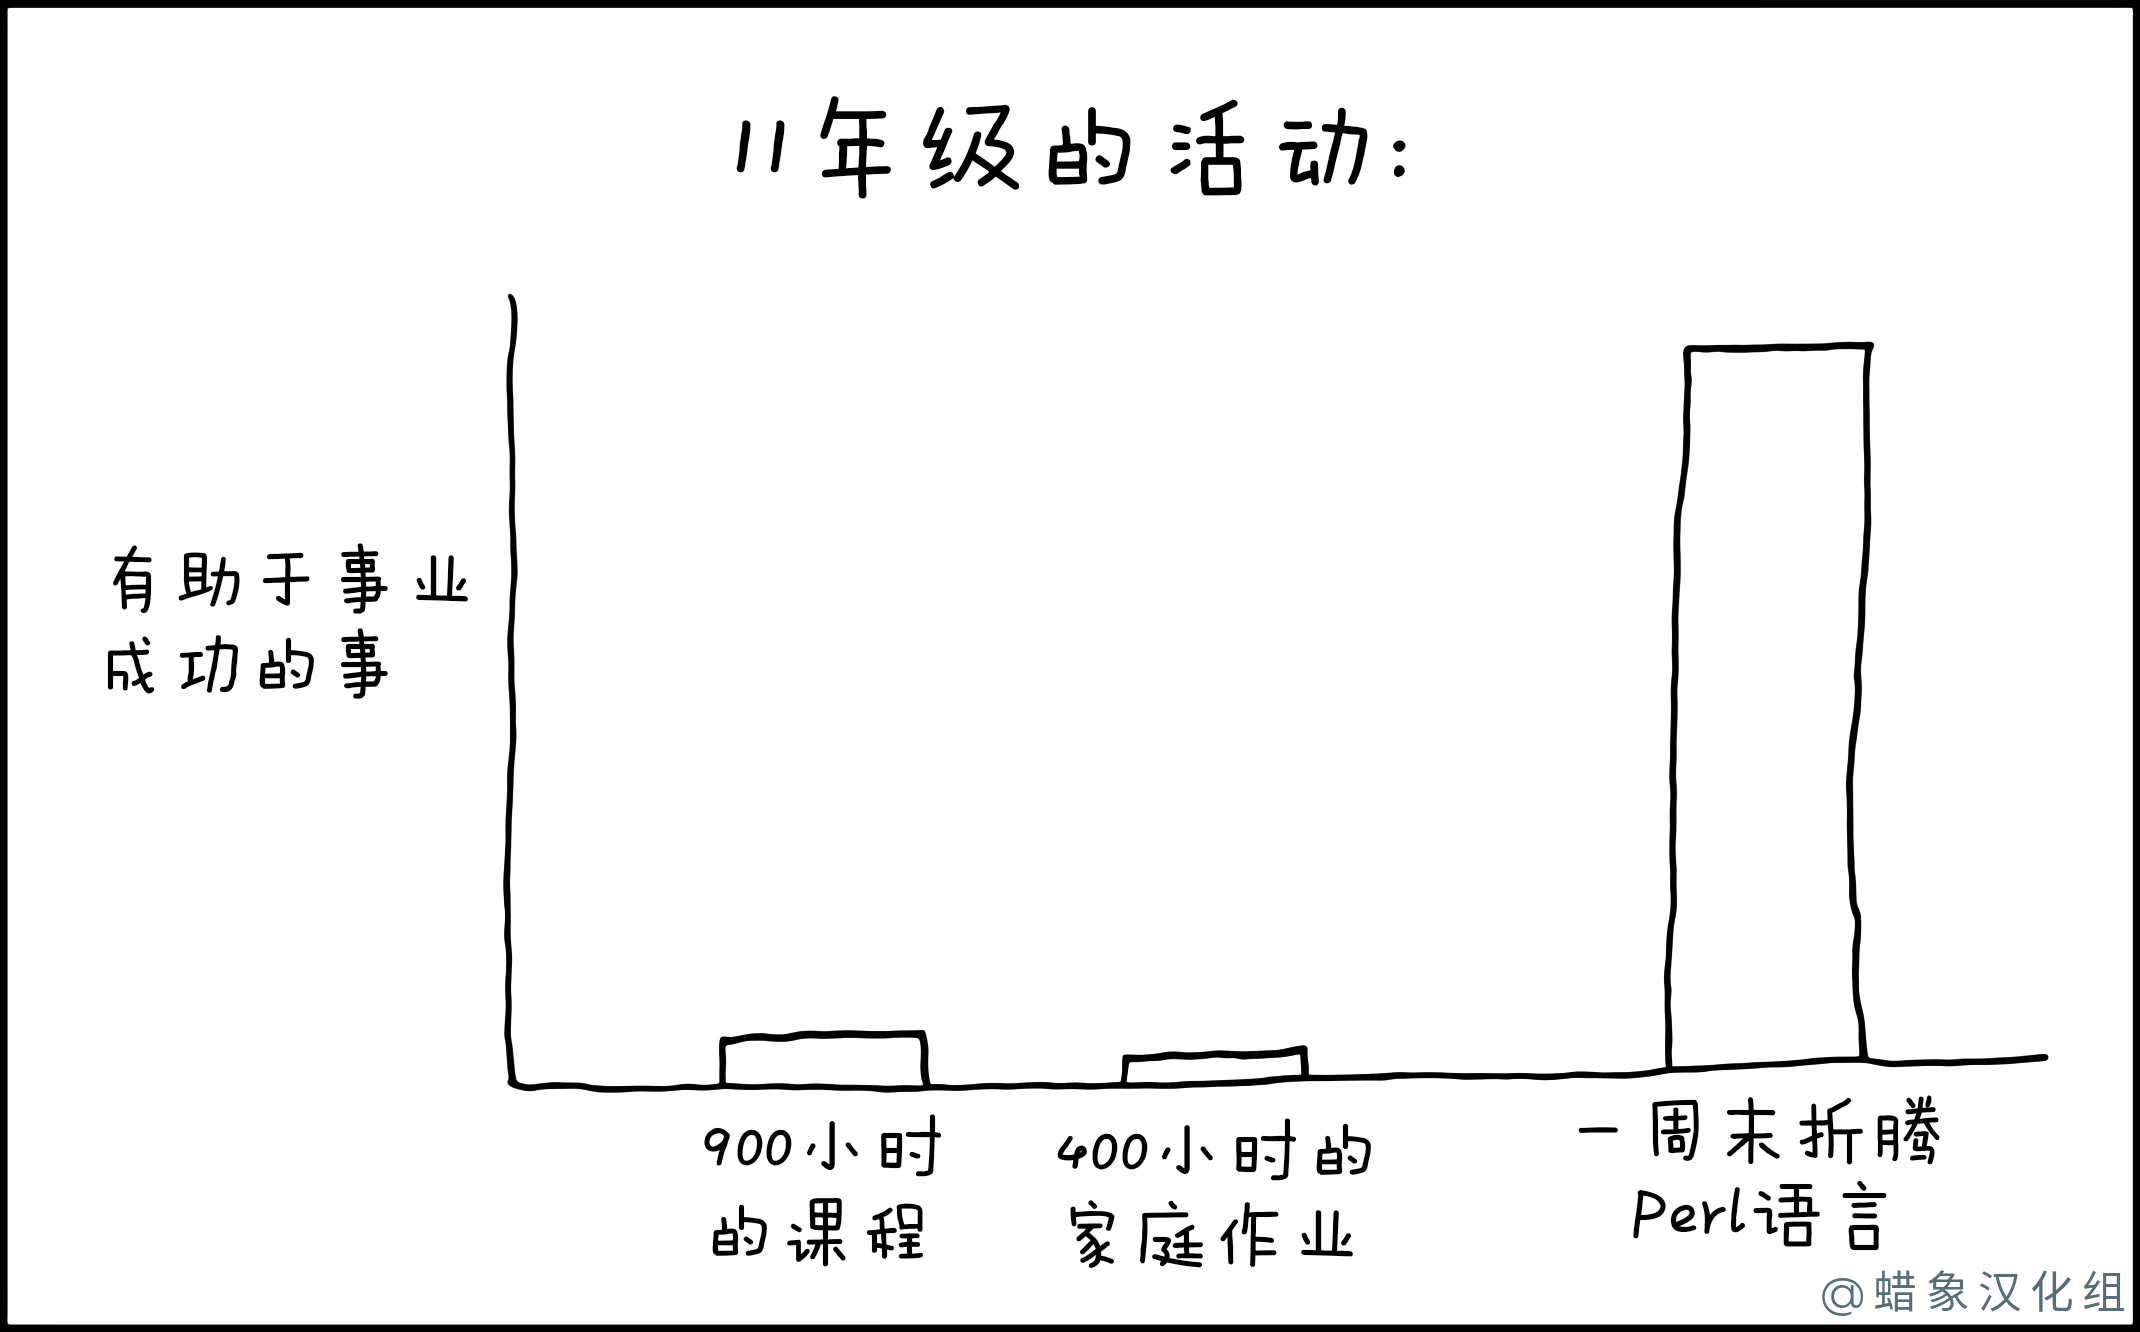 11年级的活动:
有助于事业
成功的事
900小时
的课程
400小时的
家庭作业
一周末折腾
Perl语言
@蜡象汉化组